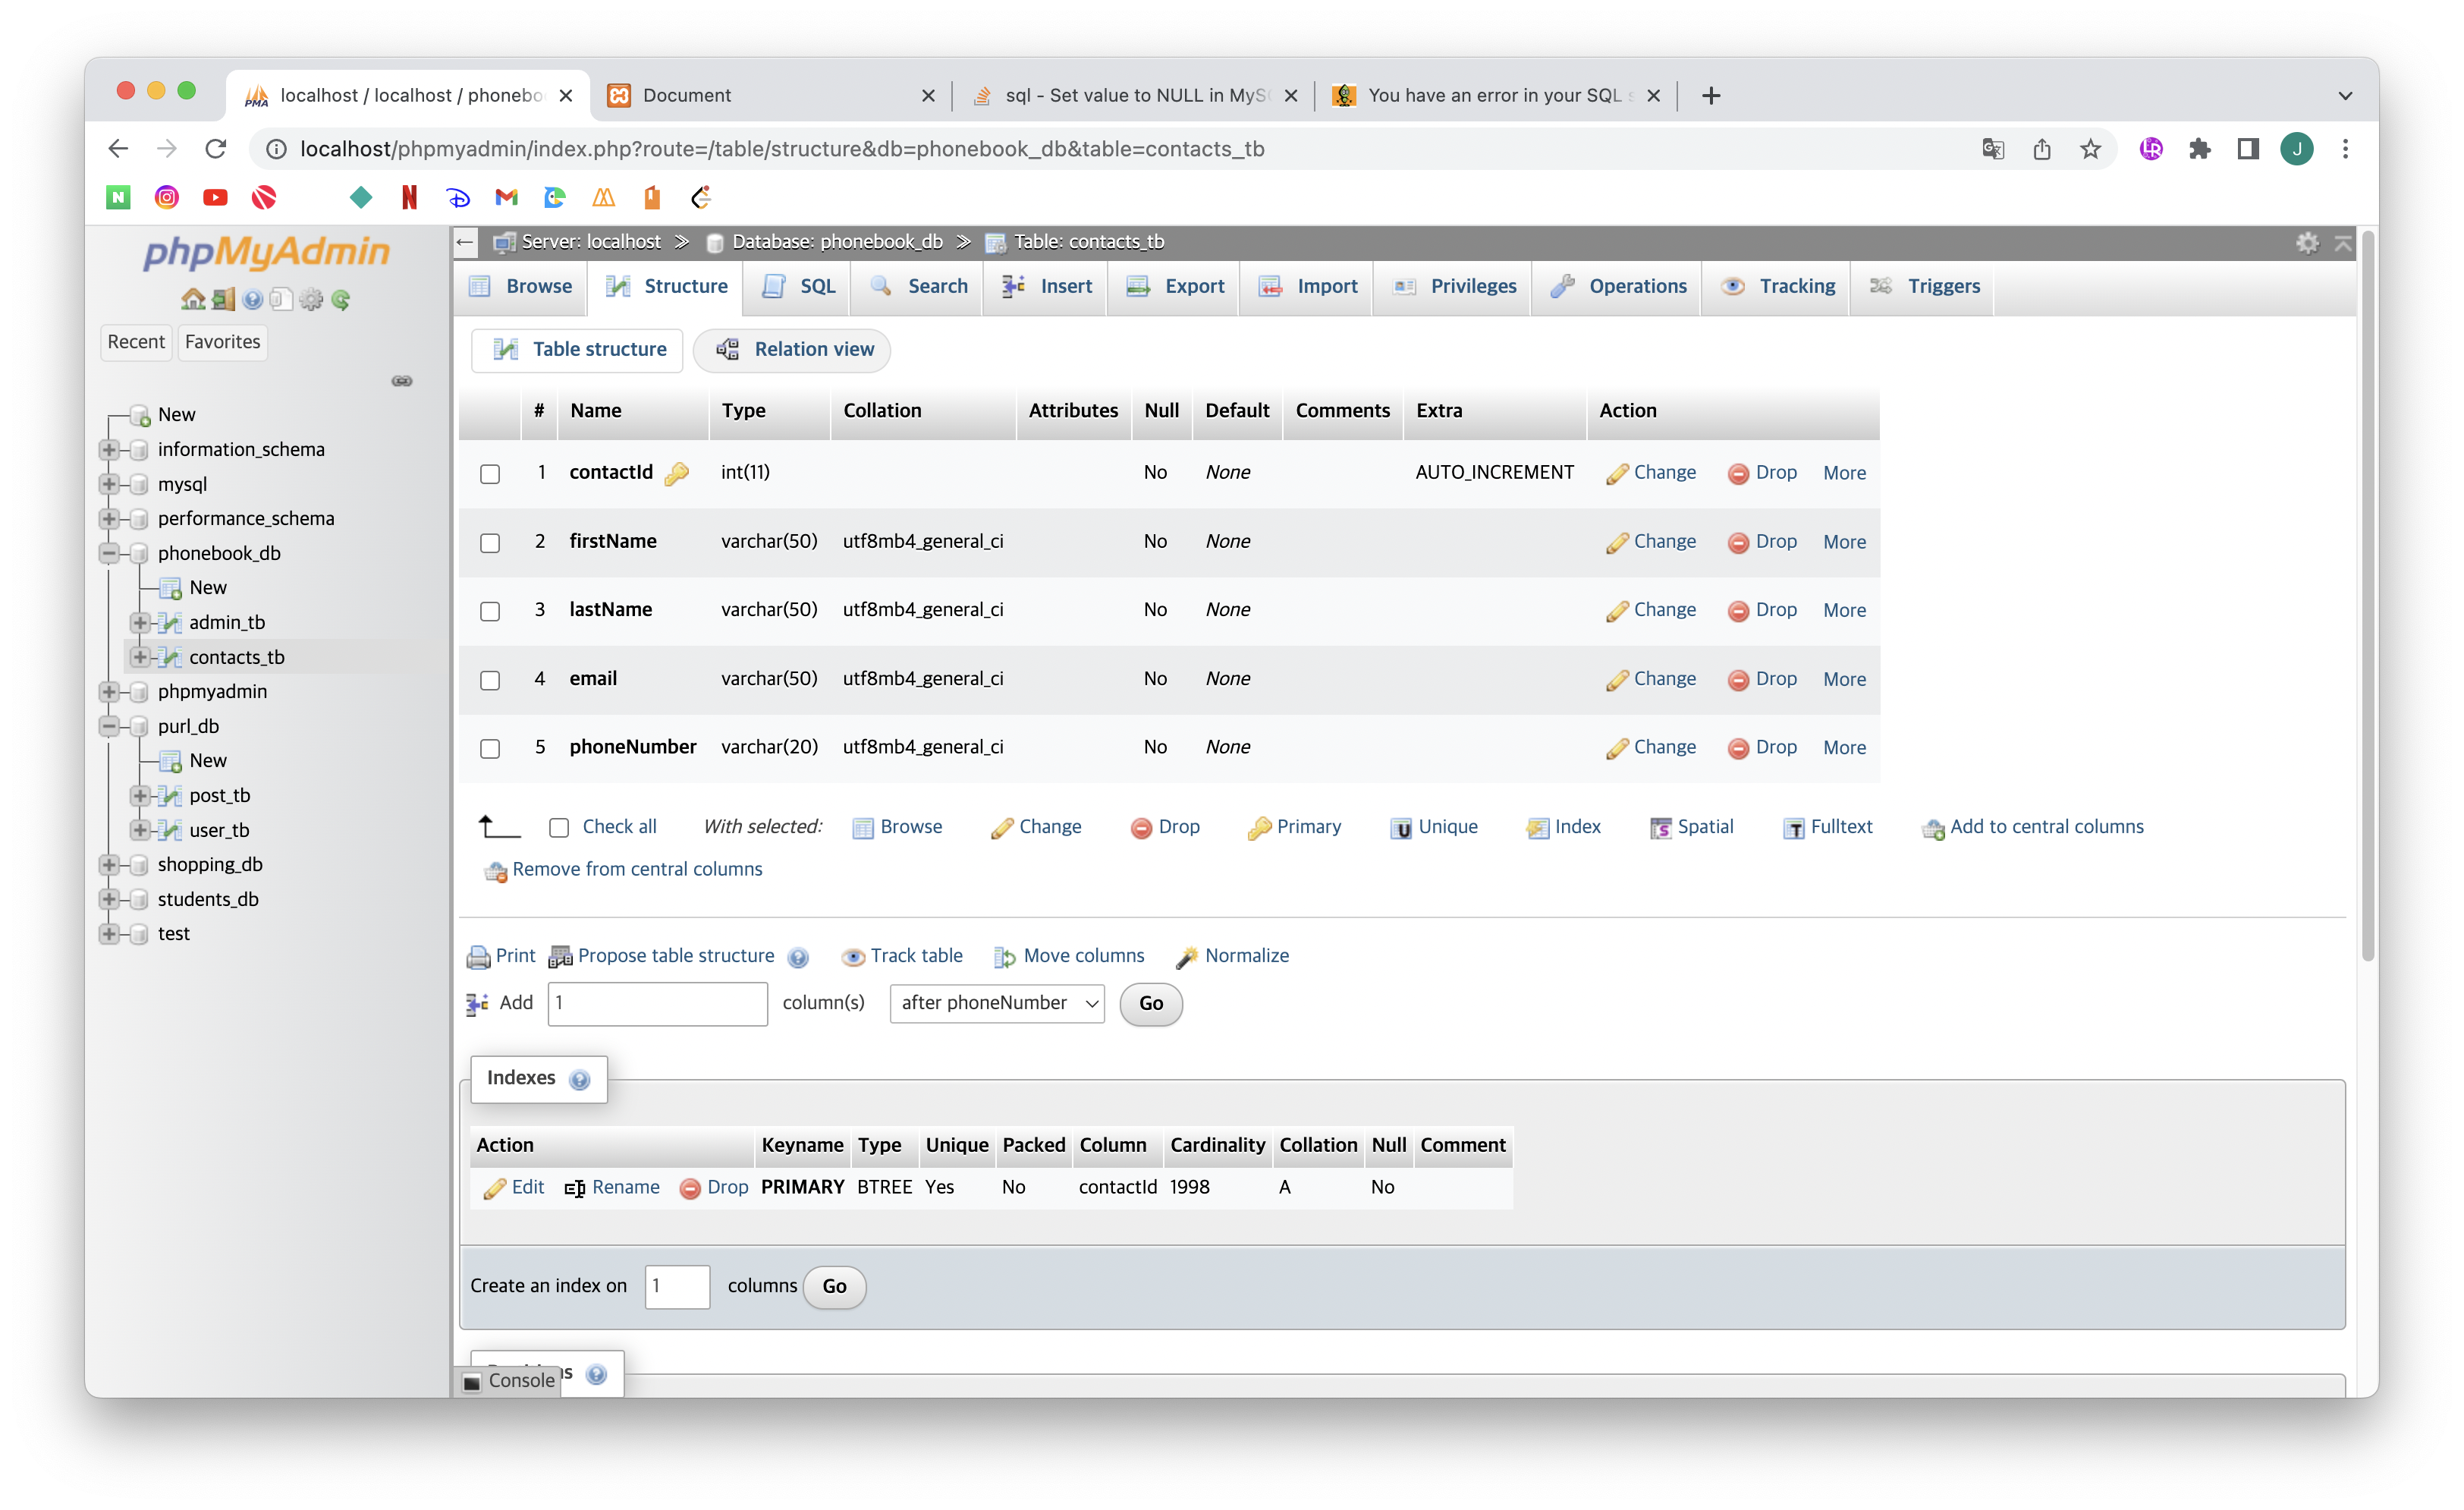 localhost / localhost / phonebo
Document
sql - Set value to NULL in MyS
You have an error in your SQL s
localhost/phpmyadmin/index.php?route=/table/structure&db=phonebook_db&table=contacts_tb
J
phpMyAdmin
Recent Favorites
New
information_schema
mysql
performance_schema
phonebook_db
New
admin_tb
contacts_tb
phpmyadmin
purl_db
New
post_tb
user_tb
shopping_db
students_db
test
Server: localhost » Database: phonebook_db » Table: contacts_tb
Browse Structure SQL Search Insert Export Import Privileges Operations Tracking Triggers
Table structure Relation view
# Name Type Collation Attributes Null Default Comments Extra Action
1 contactId int(11) No None AUTO_INCREMENT Change Drop More
2 firstName varchar(50) utf8mb4_general_ci No None Change Drop More
3 lastName varchar(50) utf8mb4_general_ci No None Change Drop More
4 email varchar(50) utf8mb4_general_ci No None Change Drop More
5 phoneNumber varchar(20) utf8mb4_general_ci No None Change Drop More
Check all With selected: Browse Change Drop Primary Unique Index Spatial Fulltext Add to central columns
Remove from central columns
Print Propose table structure Track table Move columns Normalize
Add 1 column(s) after phoneNumber Go
Indexes
Action Keyname Type Unique Packed Column Cardinality Collation Null Comment
Edit Rename Drop PRIMARY BTREE Yes No contactId 1998 A No
Create an index on 1 columns Go
Console